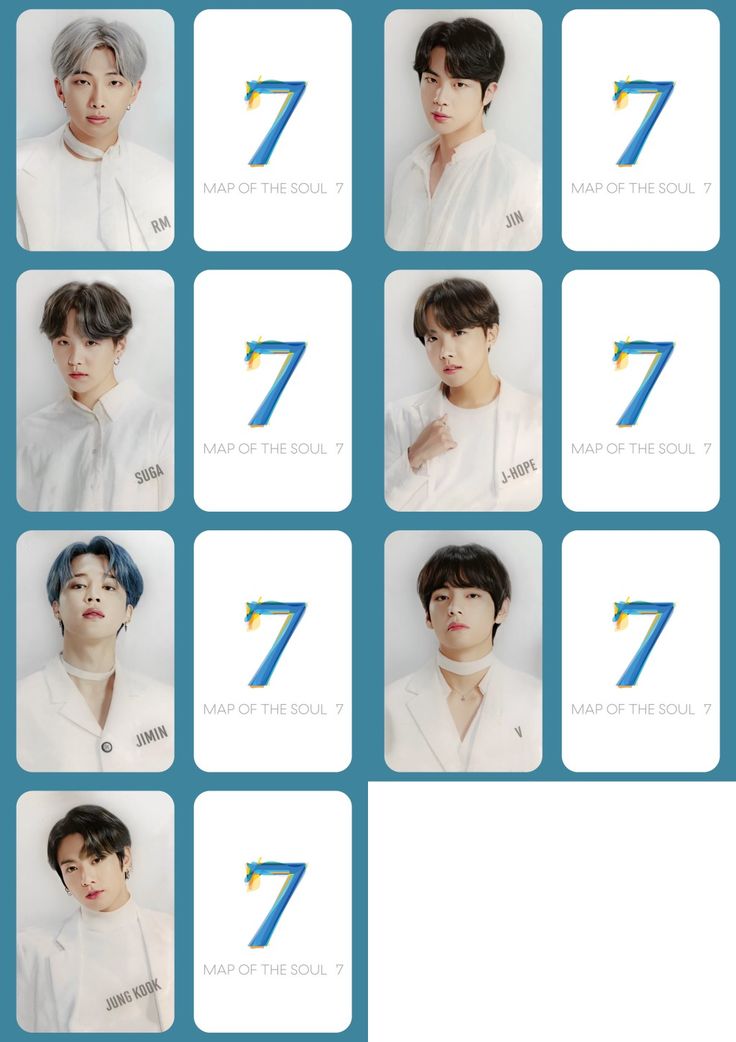 RM
7
MAP OF THE SOUL 7
JIN
7
MAP OF THE SOUL 7
SUGA
7
MAP OF THE SOUL 7
J-HOPE
7
MAP OF THE SOUL 7
JIMIN
7
MAP OF THE SOUL 7
V
7
MAP OF THE SOUL 7
JUNG KOOK
7
MAP OF THE SOUL 7